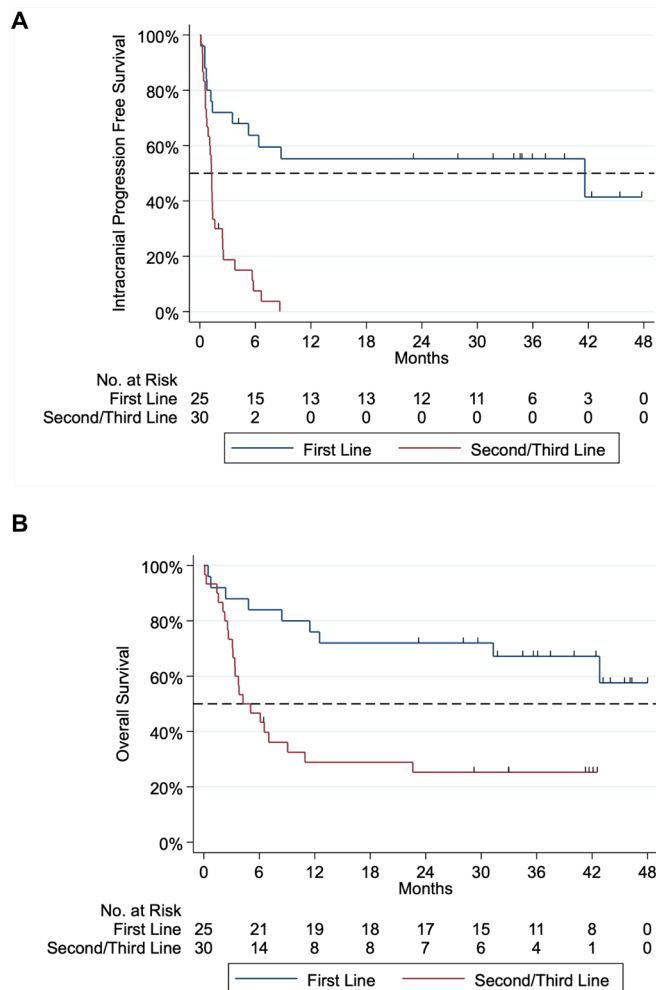 A
Intracranial Progression Free Survival
100%
80%
60%
40%
20%
0%
0 6 12 18 24 30 36 42 48
Months
No. at Risk
First Line 25 15 13 13 12 11 6 3 0
Second/Third Line 30 2 0 0 0 0 0 0 0
First Line Second/Third Line
B
Overall Survival
100%
80%
60%
40%
20%
0%
0 6 12 18 24 30 36 42 48
Months
No. at Risk
First Line 25 21 19 18 17 15 11 8 0
Second/Third Line 30 14 8 8 7 6 4 1 0
First Line Second/Third Line